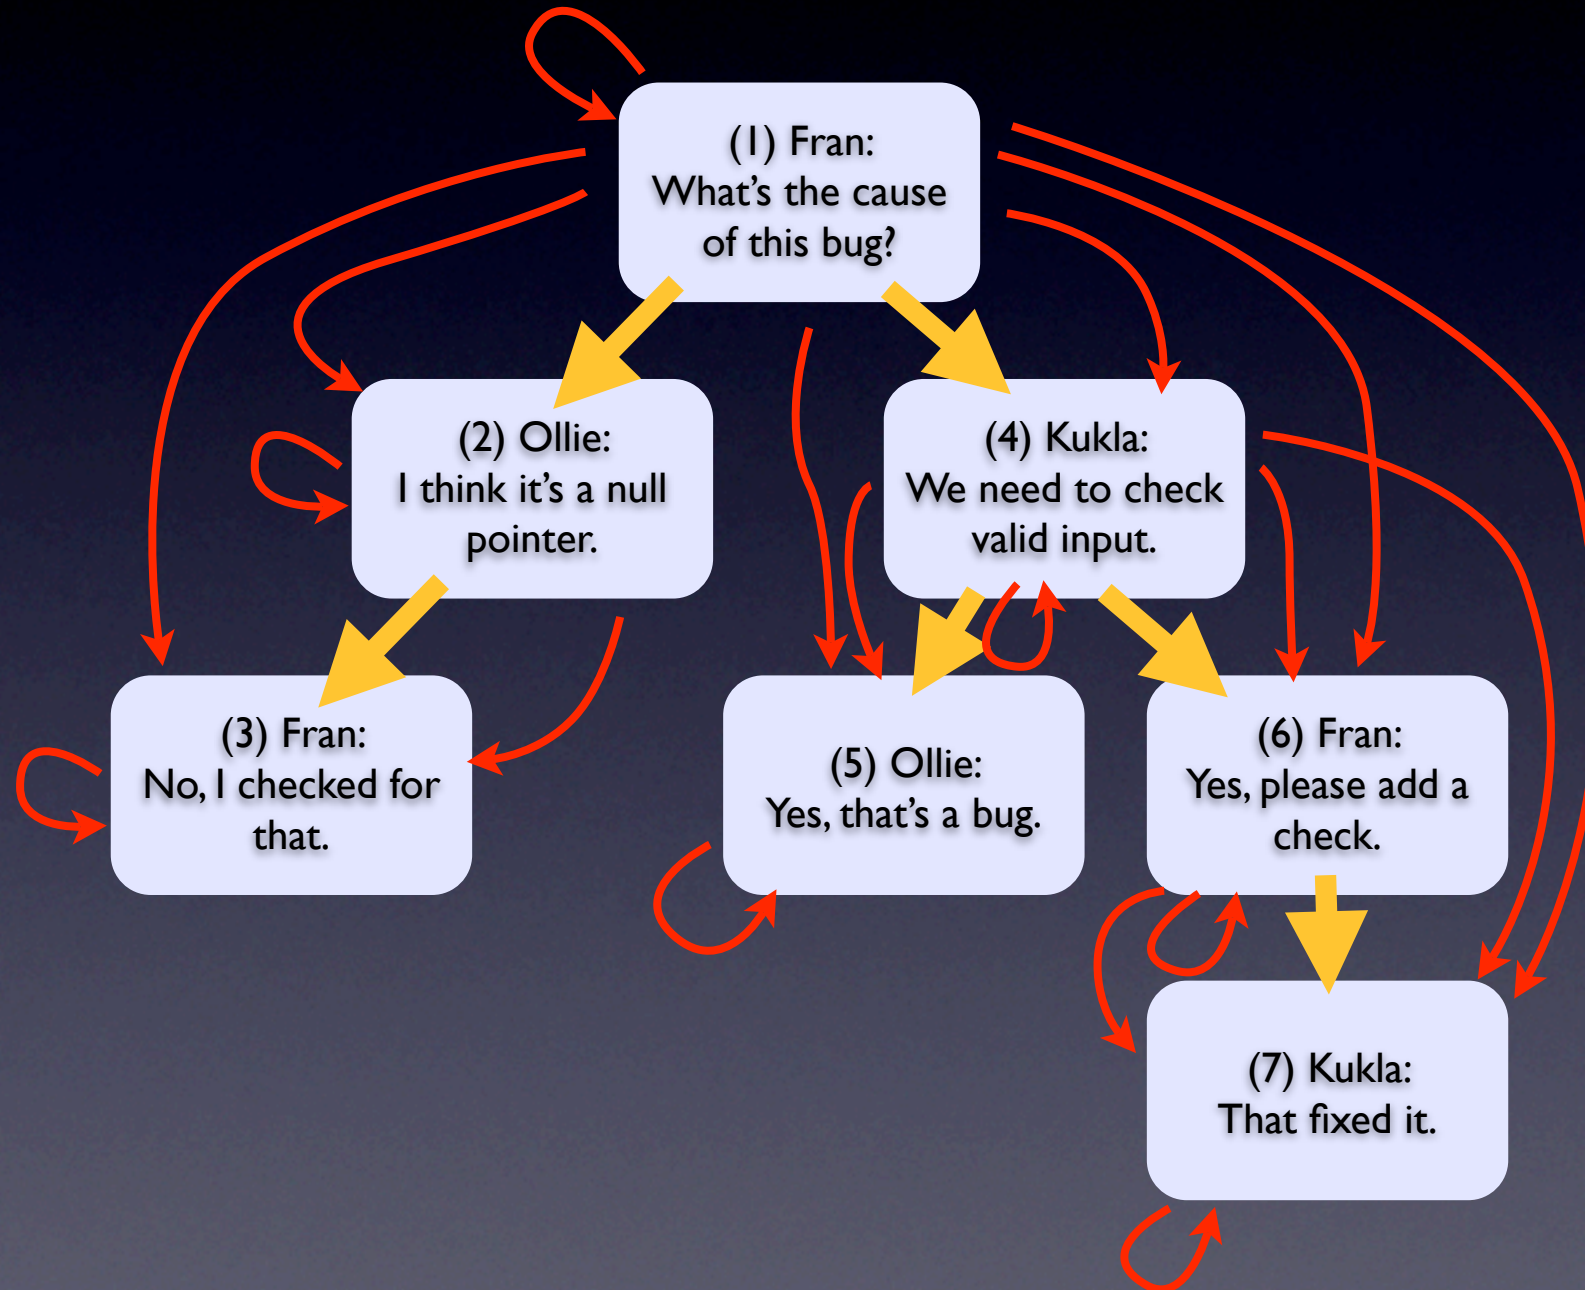 (1) Fran:
What's the cause
of this bug?
(2) Ollie:
I think it's a null
pointer.
(4) Kukla:
We need to check
valid input.
(3) Fran:
No, I checked for
that.
(5) Ollie:
Yes, that's a bug.
(6) Fran:
Yes, please add a
check.
(7) Kukla:
That fixed it.